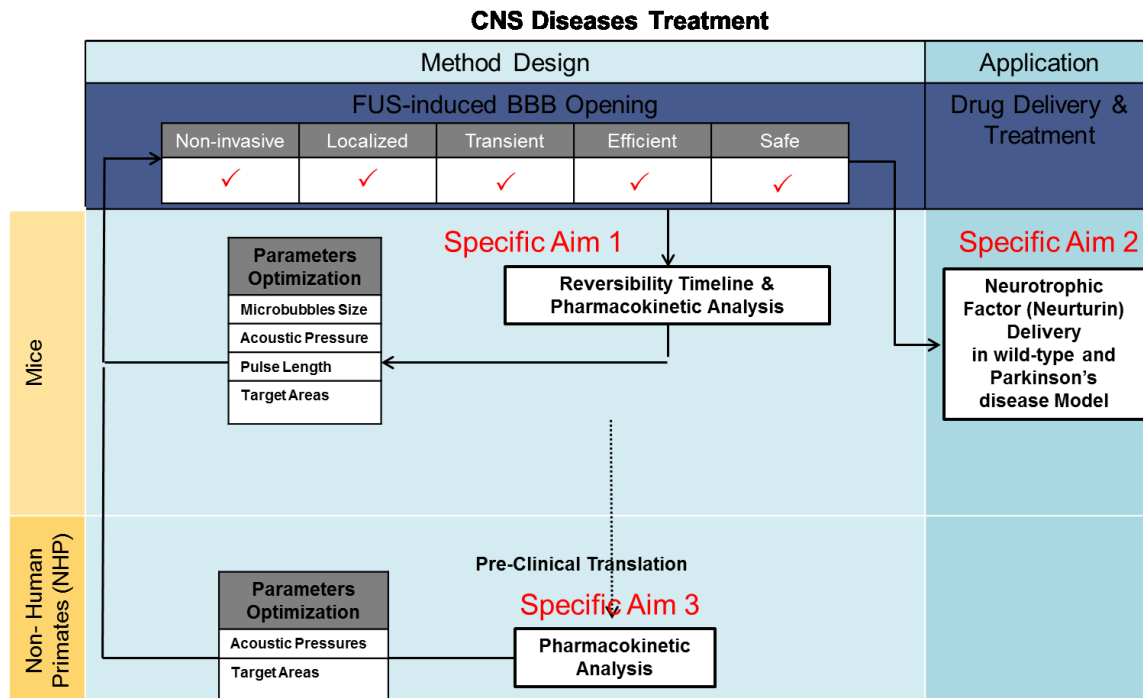 CNS Diseases Treatment
Method Design
Application
FUS-induced BBB Opening
Drug Delivery &
Treatment
Non-invasive
Localized
Transient
Efficient
Safe
✓ ✓ ✓ ✓ ✓
Mice
Specific Aim 1
Specific Aim 2
Parameters
Optimization
Microbubbles Size
Acoustic Pressure
Pulse Length
Target Areas
Reversibility Timeline &
Pharmacokinetic Analysis
Neurotrophic
Factor (Neurturin)
Delivery
in wild-type and
Parkinson’s
disease Model
Non- Human
Primates (NHP)
Pre-Clinical Translation
Specific Aim 3
Parameters
Optimization
Acoustic Pressures
Target Areas
Pharmacokinetic
Analysis